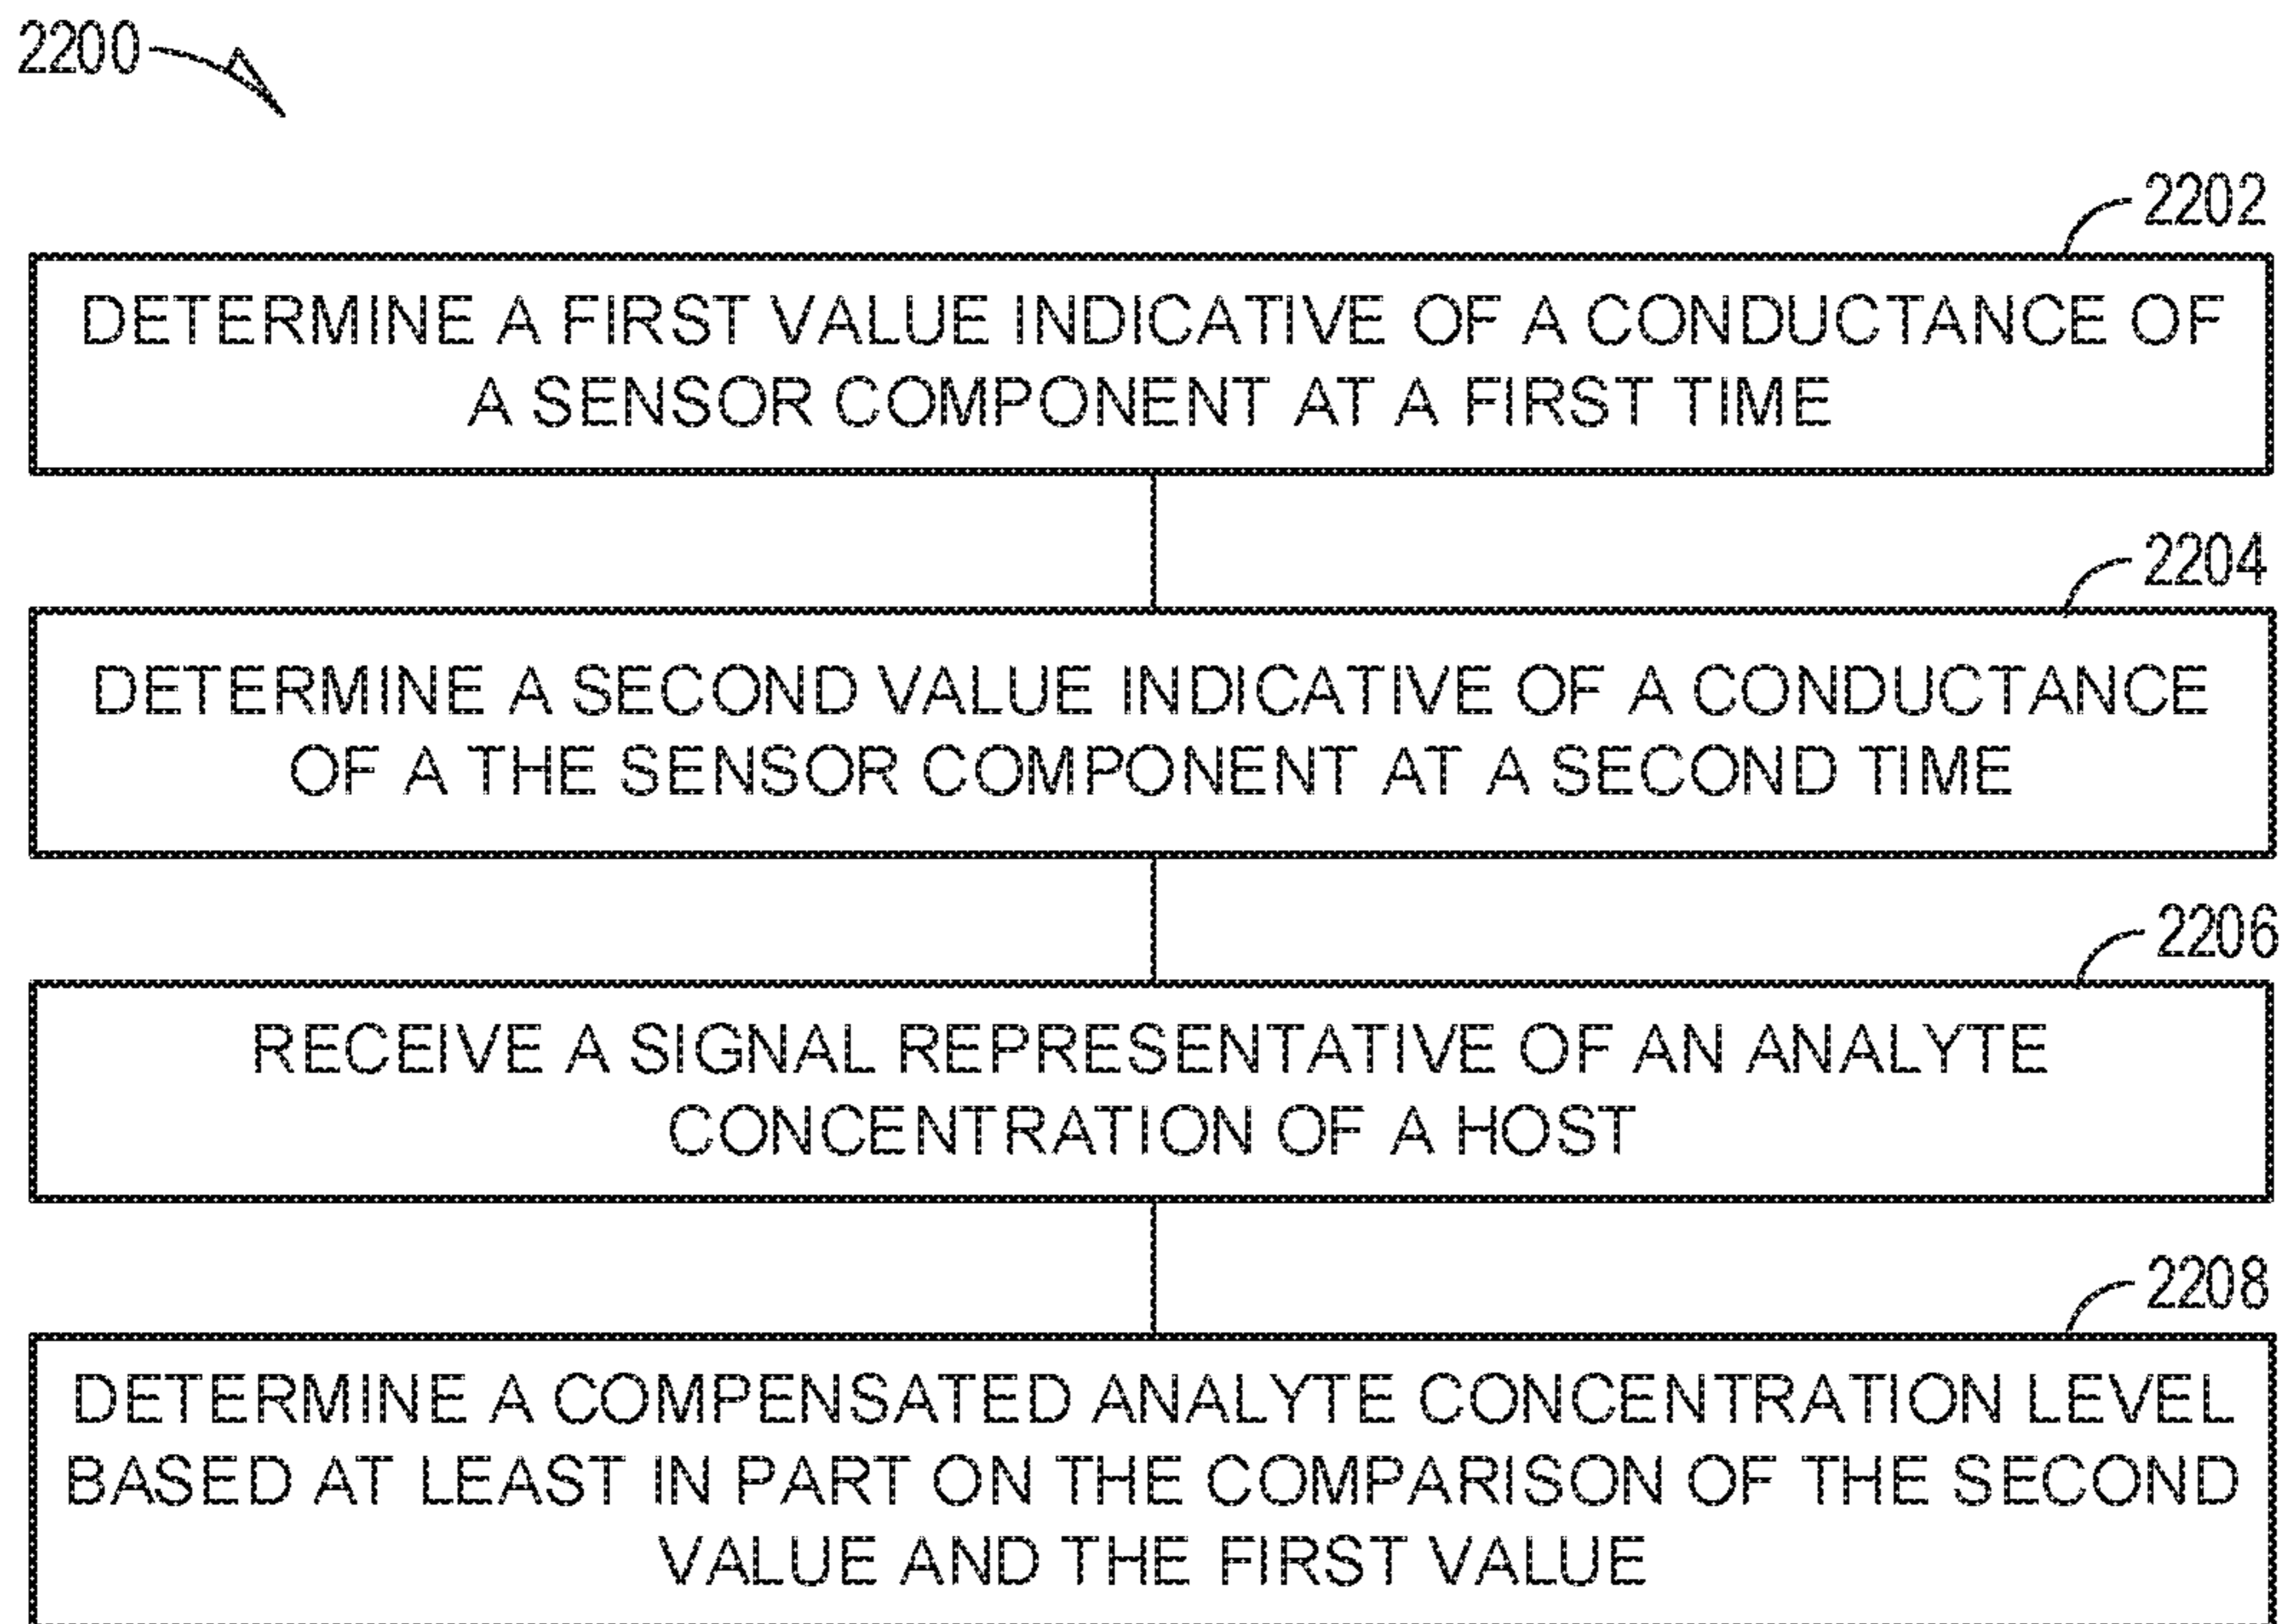 2200
2202
DETERMINE A FIRST VALUE INDICATIVE OF A CONDUCTANCE OF
A SENSOR COMPONENT AT A FIRST TIME
2204
DETERMINE A SECOND VALUE INDICATIVE OF A CONDUCTANCE
OF A THE SENSOR COMPONENT AT A SECOND TIME
2206
RECEIVE A SIGNAL REPRESENTATIVE OF AN ANALYTE
CONCENTRATION OF A HOST
2208
DETERMINE A COMPENSATED ANALYTE CONCENTRATION LEVEL
BASED AT LEAST IN PART ON THE COMPARISON OF THE SECOND
VALUE AND THE FIRST VALUE